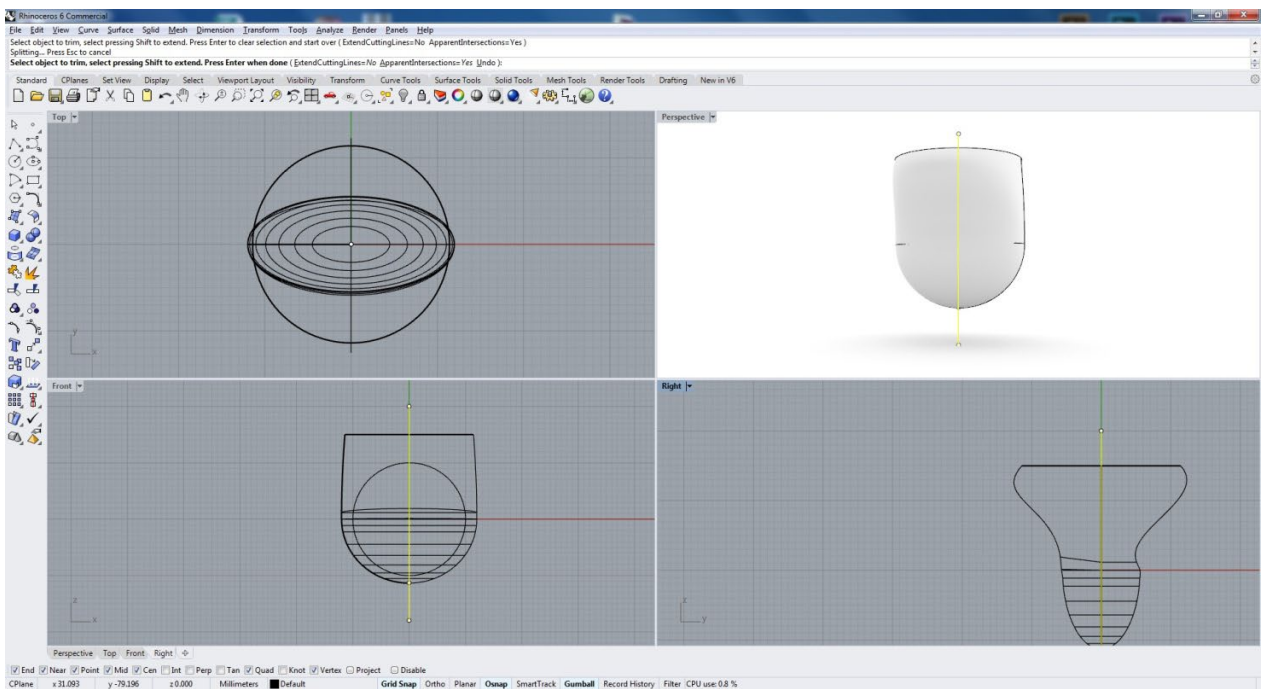 Rhinoceros 6 Commercial
File Edit View Curve Surface Solid Mesh Dimension Transform Tools Analyze Render Panels Help
Select object to trim, select pressing Shift to extend. Press Enter to clear selection and start over ( ExtendCuttingLines=No ApparentIntersections=Yes )
Splitting... Press Esc to cancel
Select object to trim, select pressing Shift to extend. Press Enter when done ( ExtendCuttingLines=No ApparentIntersections=Yes Undo ):
Standard CPlanes Set View Display Select Viewport Layout Visibility Transform Curve Tools Surface Tools Solid Tools Mesh Tools Render Tools Drafting New in V6
Top
Perspective
y
x
Front
Right
z
x
z
y
Perspective Top Front Right
End Near Point Mid Cen Int Perp Tan Quad Knot Vertex Project Disable
CPlane x 31.093 y -79.196 z 0.000 Millimeters Default Grid Snap Ortho Planar Osnap SmartTrack Gumball Record History Filter CPU use: 0.8 %